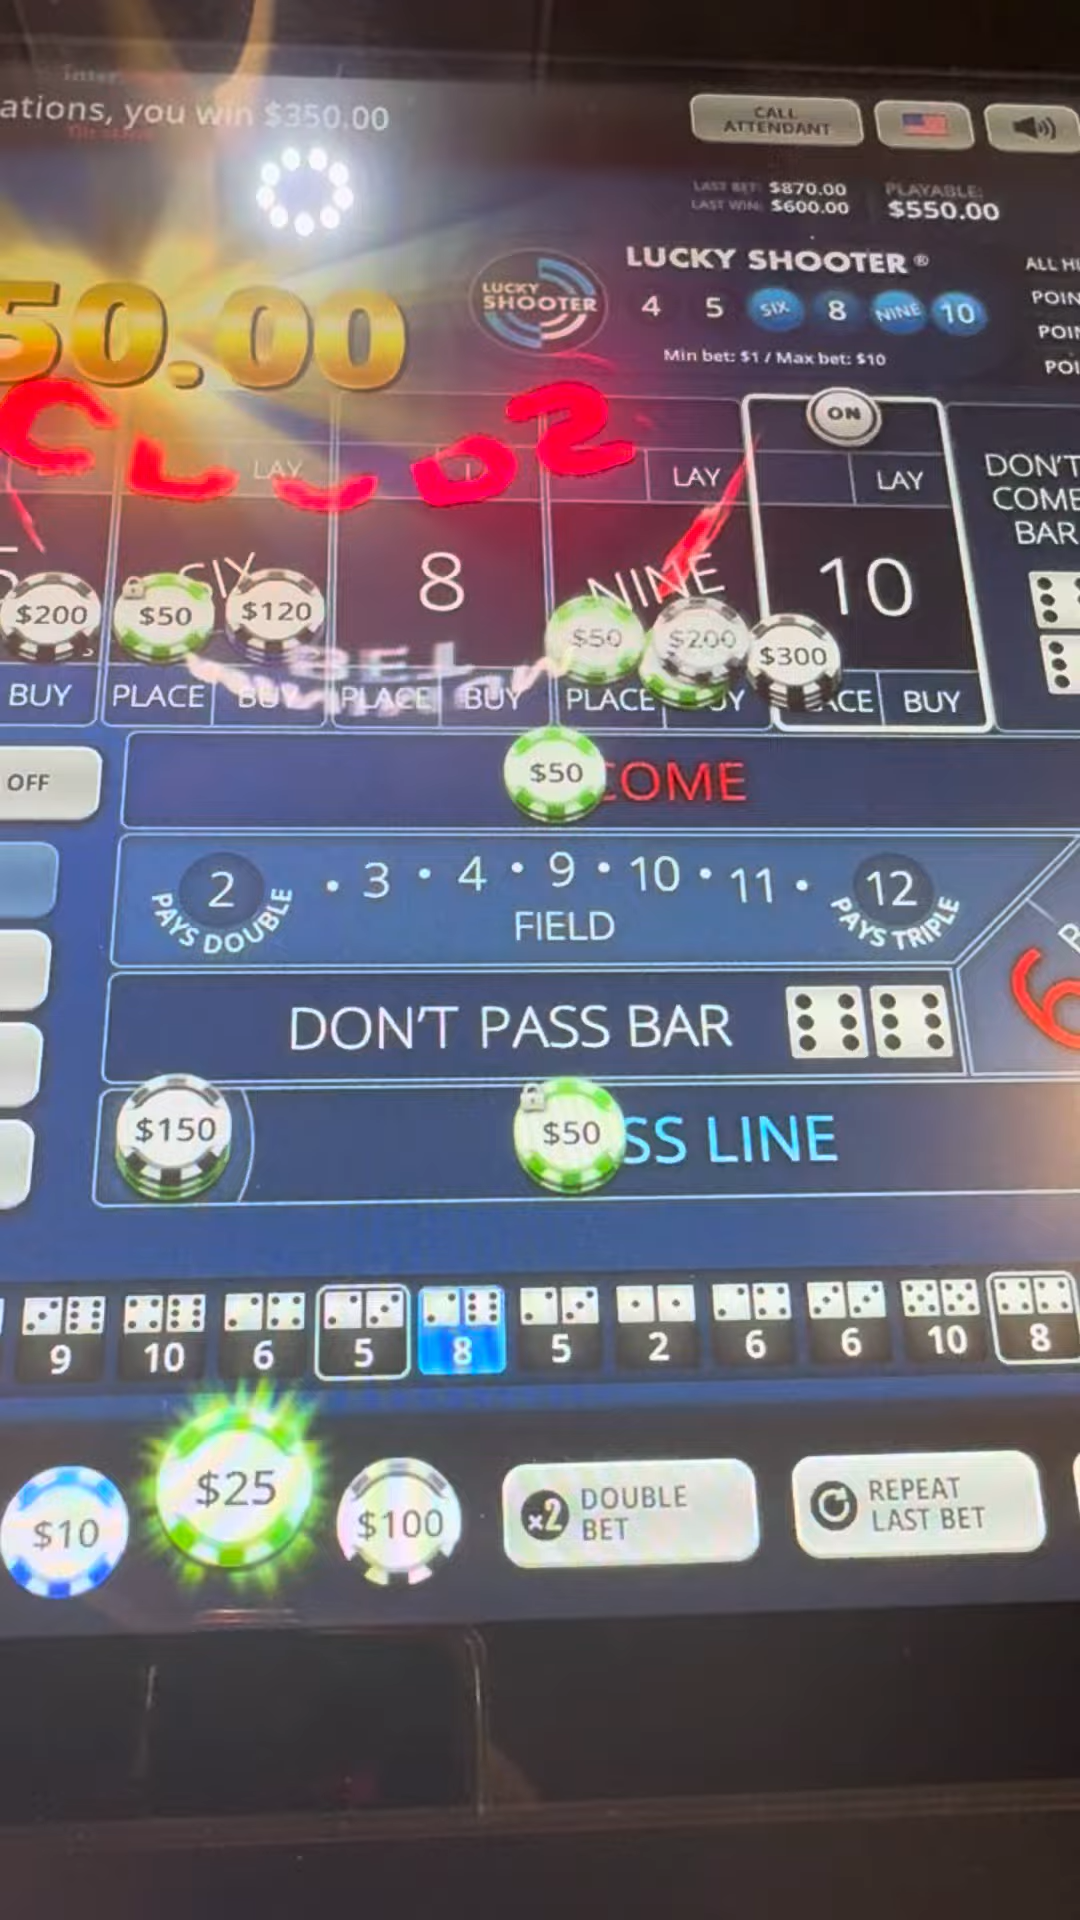 ations, you win $350.00
CALL
ATTENDANT
LAST BET: $870.00
LAST WIN: $600.00
PLAYABLE:
$550.00
50.00
LUCKY
SHOOTER
LUCKY SHOOTER®
4 5 SIX 8 NINE 10
Min bet: $1 / Max bet: $10
ALL HI
POIN
POI
ON
LAY
LAY
LAY
DON'T
COME
BAR
SIX
8
NINE
10
$200
$50
$120
$50
$200
$300
BET
BUY
PLACE
BUY
PLACE
BUY
PLACE
UY
ACE
BUY
OFF
$50
COME
2
PAYS DOUBLE
· 3 · 4 · 9 · 10 · 11 ·
FIELD
12
PAYS TRIPLE
6
DON'T PASS BAR
$150
$50
SS LINE
9 10 6 5 8 5 2 6 6 10 8
$10
$25
$100
x2
DOUBLE
BET
REPEAT
LAST BET